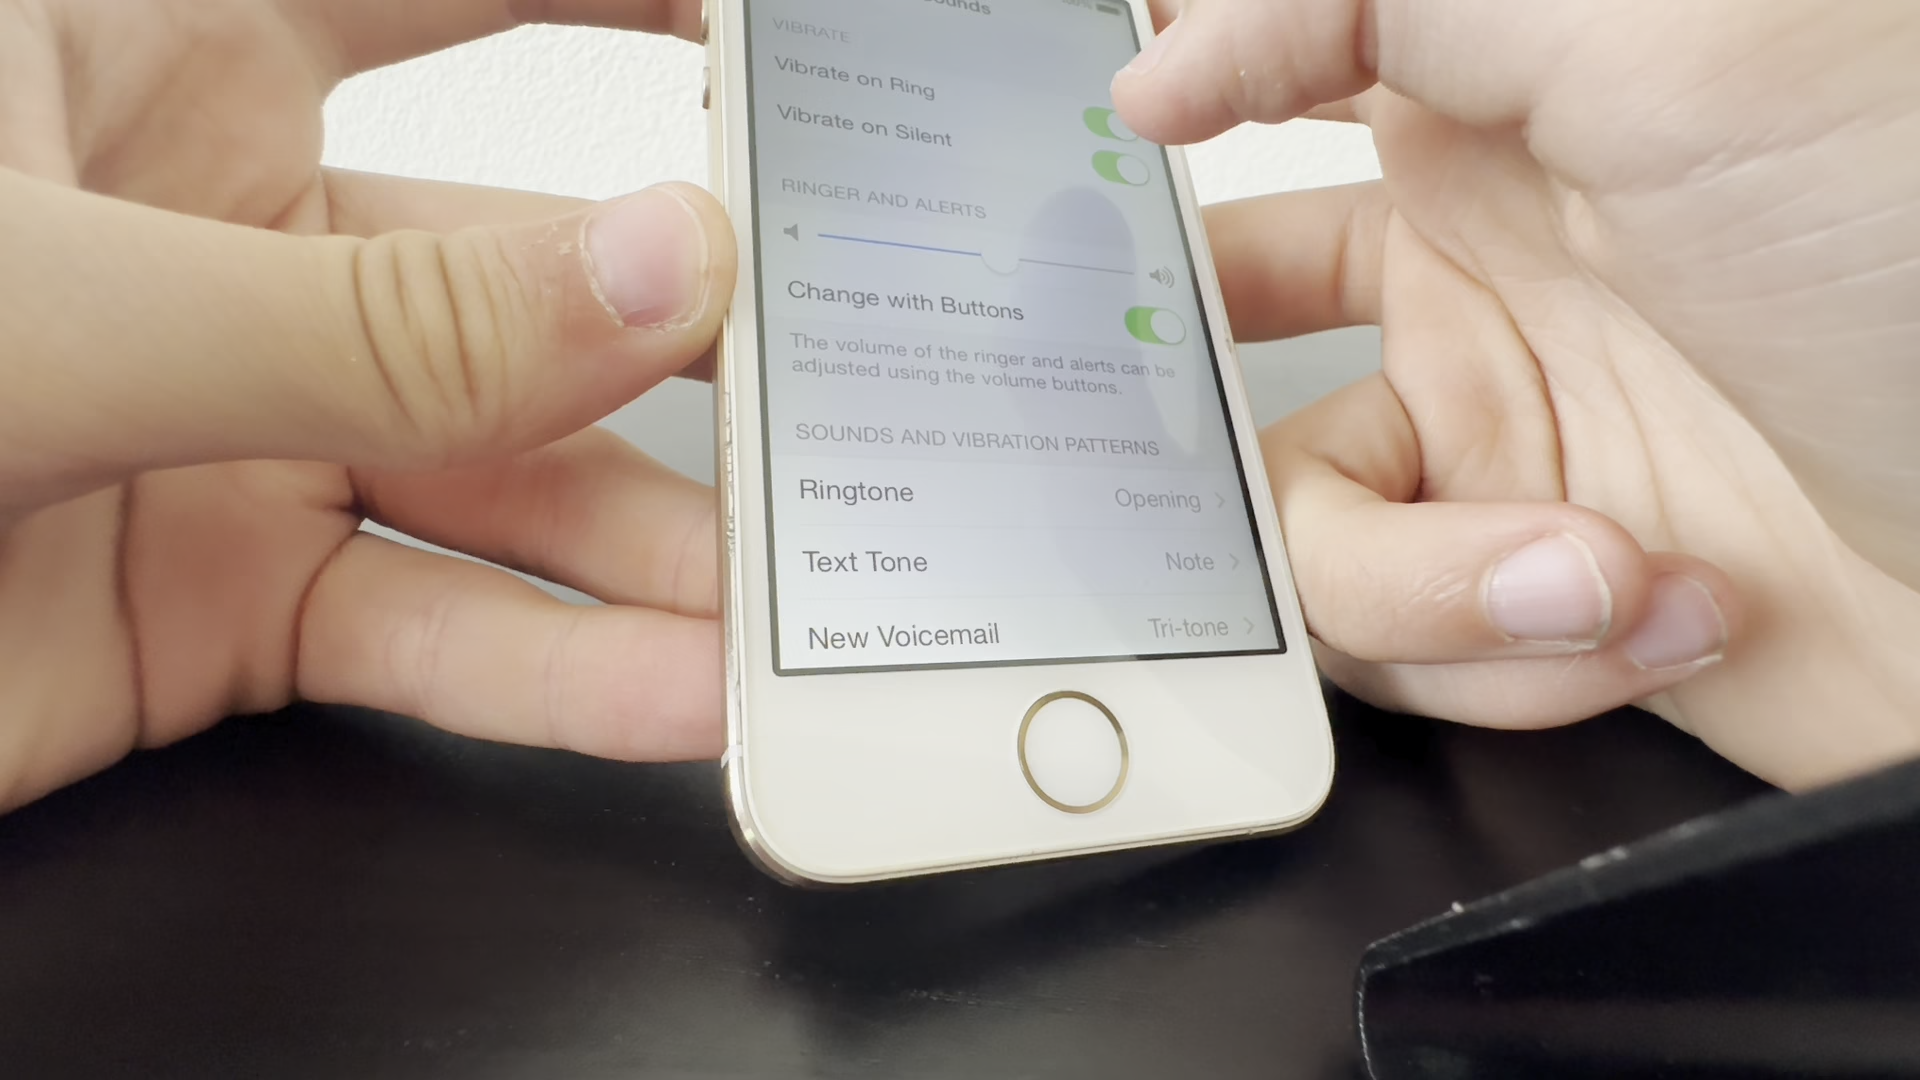 VIBRATE
Vibrate on Ring
Vibrate on Silent
RINGER AND ALERTS
Change with Buttons
The volume of the ringer and alerts can be
adjusted using the volume buttons.
SOUNDS AND VIBRATION PATTERNS
Ringtone Opening
Text Tone Note
New Voicemail Tri-tone